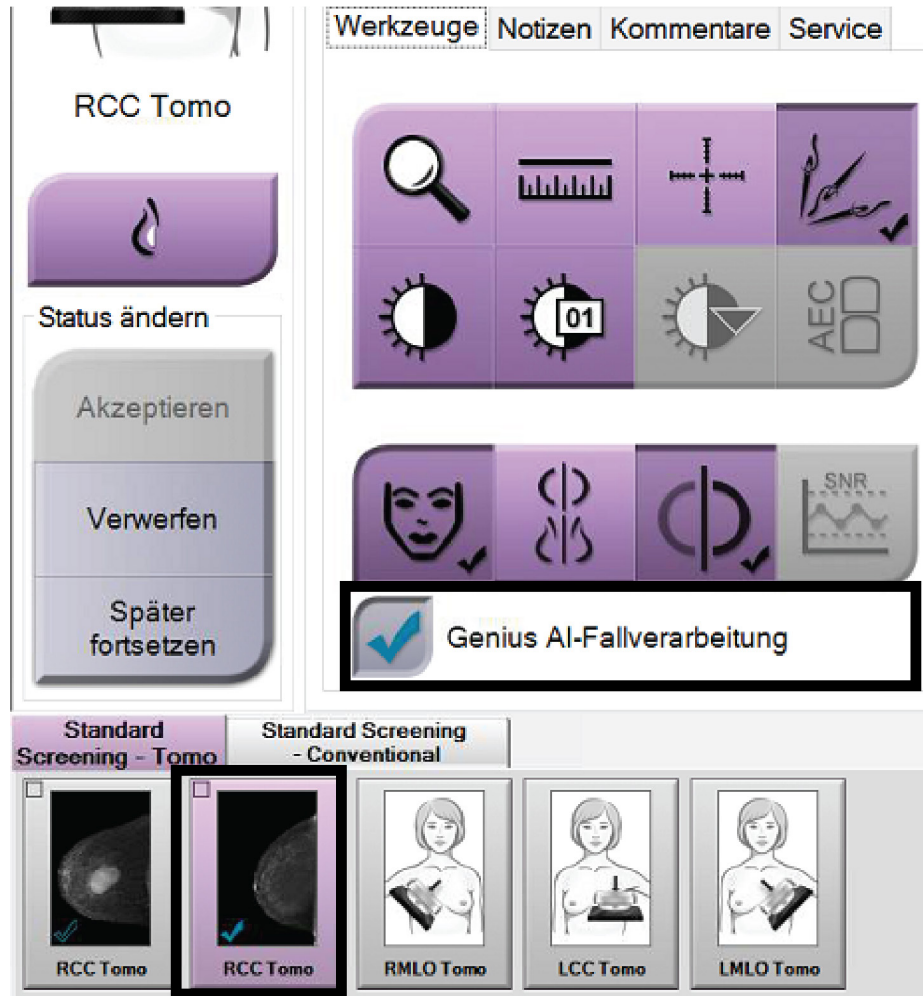 RCC Tomo
Status ändern
Akzeptieren
Verwerfen
Später
fortsetzen
Werkzeuge Notizen Kommentare Service
01
AEC
SNR
Genius AI-Fallverarbeitung
Standard
Screening - Tomo
Standard Screening
- Conventional
RCC Tomo
RCC Tomo
RMLO Tomo
LCC Tomo
LMLO Tomo